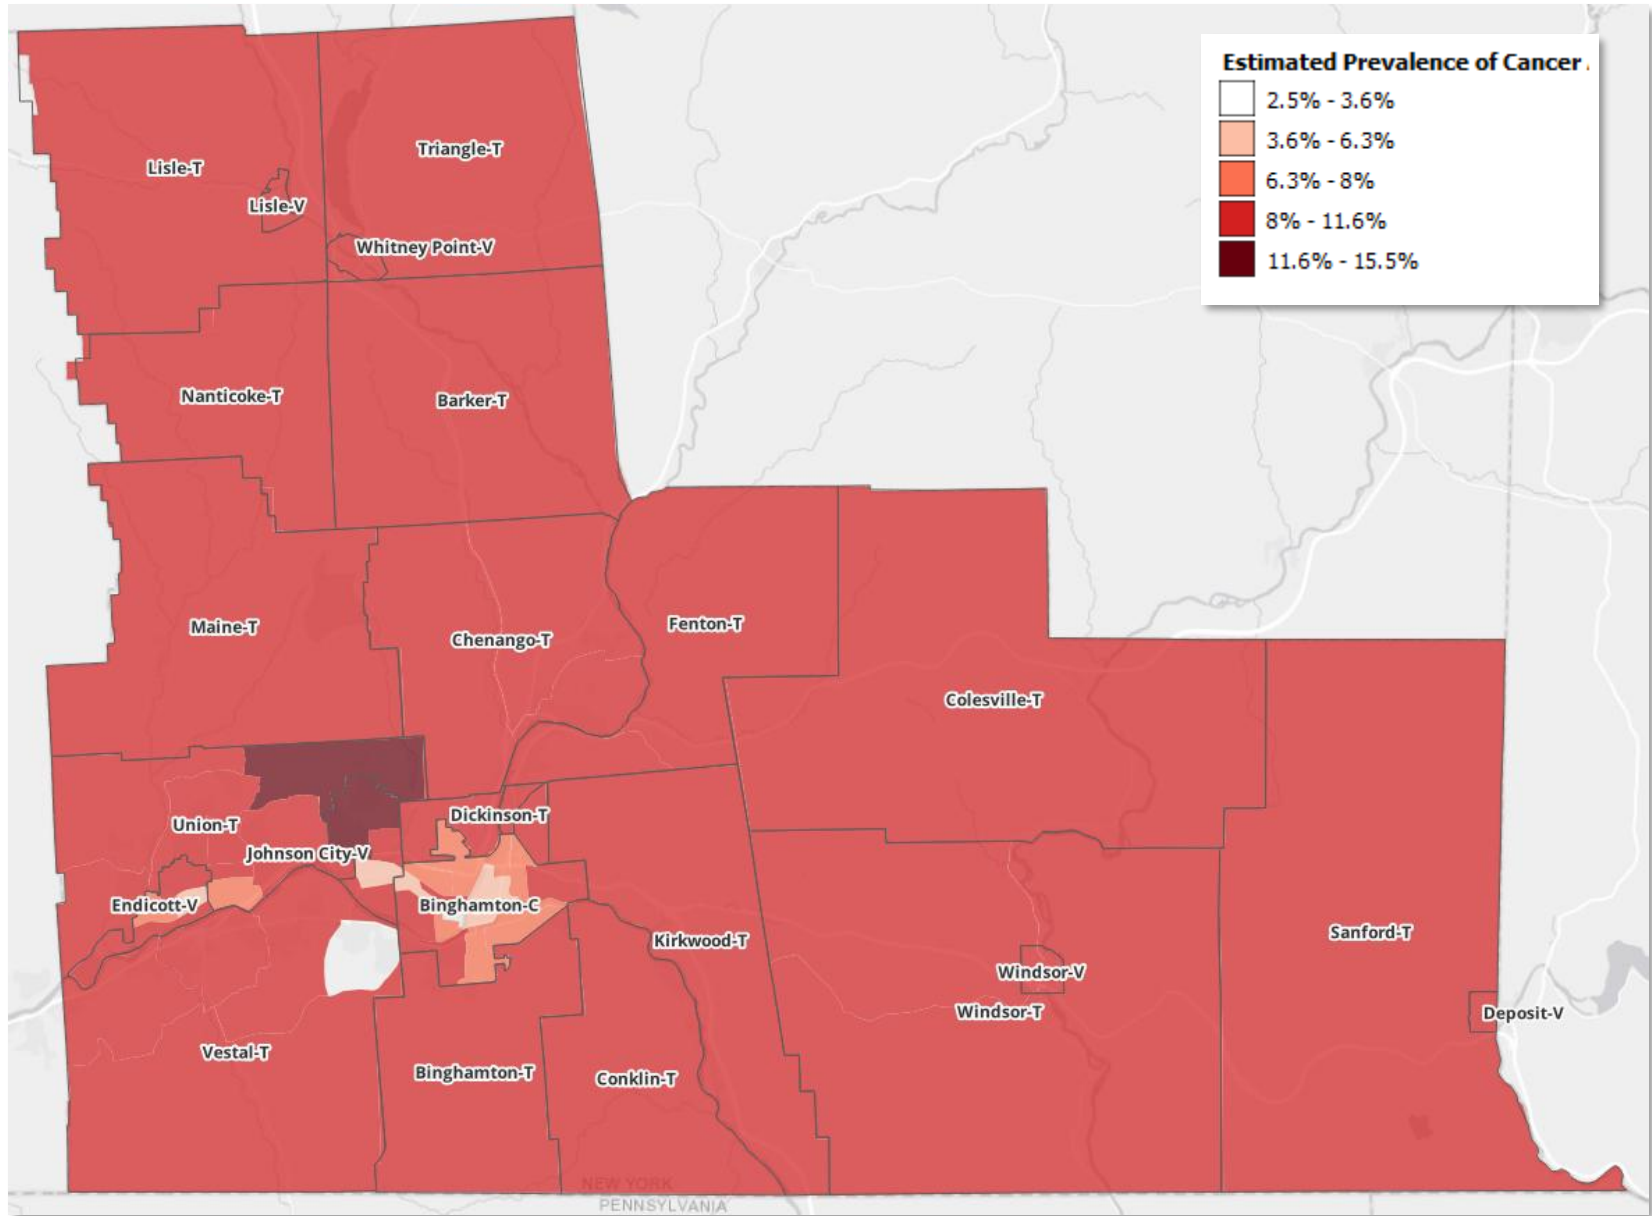 Estimated Prevalence of Cancer
2.5% - 3.6%
3.6% - 6.3%
6.3% - 8%
8% - 11.6%
11.6% - 15.5%
Triangle-T
Lisle-T
Lisle-V
Whitney Point-V
Nanticoke-T
Barker-T
Maine-T
Chenango-T
Fenton-T
Colesville-T
Dickinson-T
Union-T
Johnson City-V
Endicott-V
Binghamton-C
Kirkwood-T
Sanford-T
Windsor-V
Windsor-T
Deposit-V
Vestal-T
Binghamton-T
Conklin-T
NEW YORK
PENNSYLVANIA